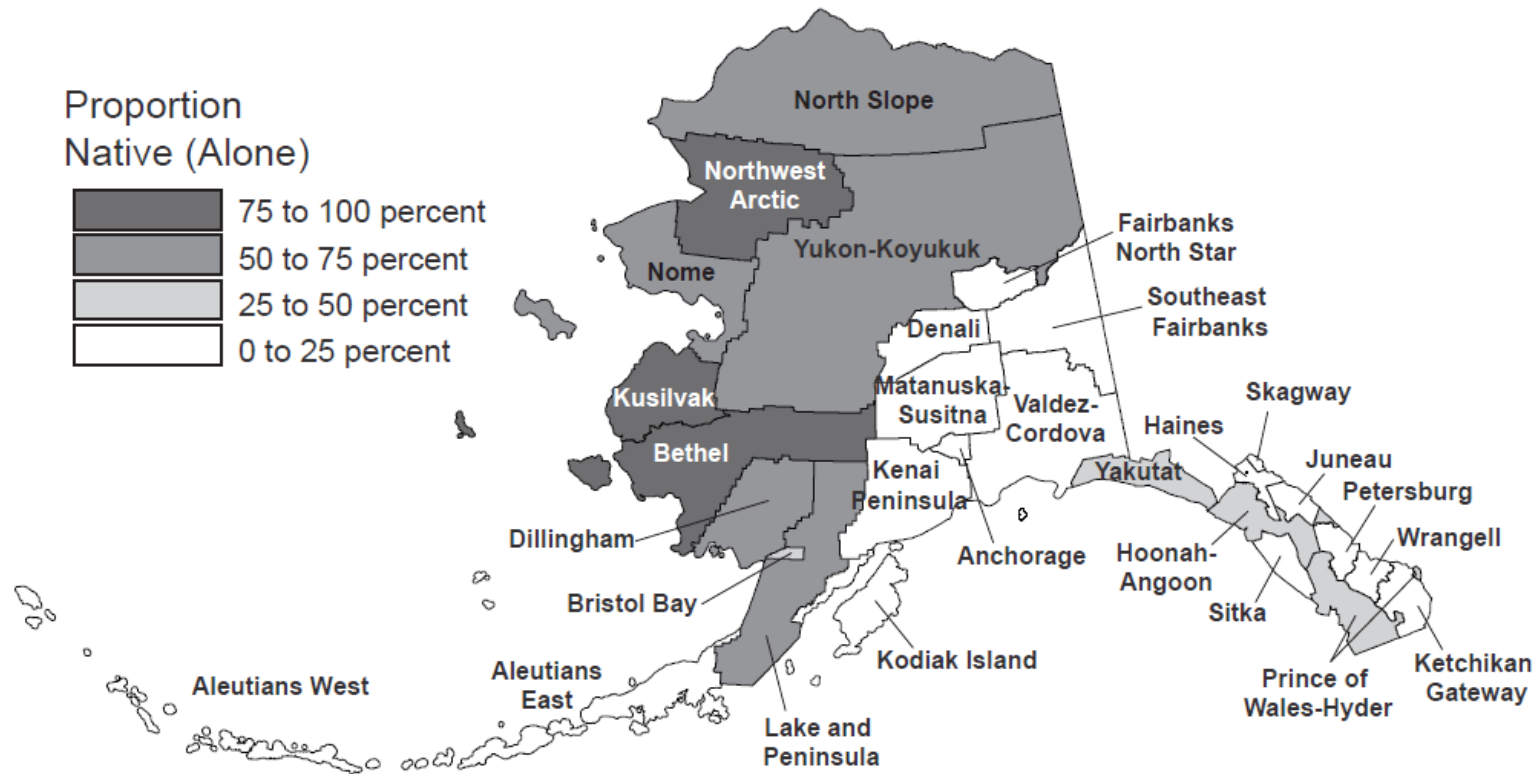 Proportion
Native (Alone)
75 to 100 percent
50 to 75 percent
25 to 50 percent
0 to 25 percent
North Slope
Northwest
Arctic
Yukon-Koyukuk
Nome
Fairbanks
North Star
Southeast
Fairbanks
Denali
Kusilvak
Matanuska-
Susitna
Valdez-
Cordova
Skagway
Haines
Bethel
Kenai
Peninsula
Yakutat
Juneau
Petersburg
Dillingham
Anchorage
Hoonah-
Angoon
Wrangell
Bristol Bay
Sitka
Kodiak Island
Aleutians West
Aleutians
East
Lake and
Peninsula
Prince of
Wales-Hyder
Ketchikan
Gateway